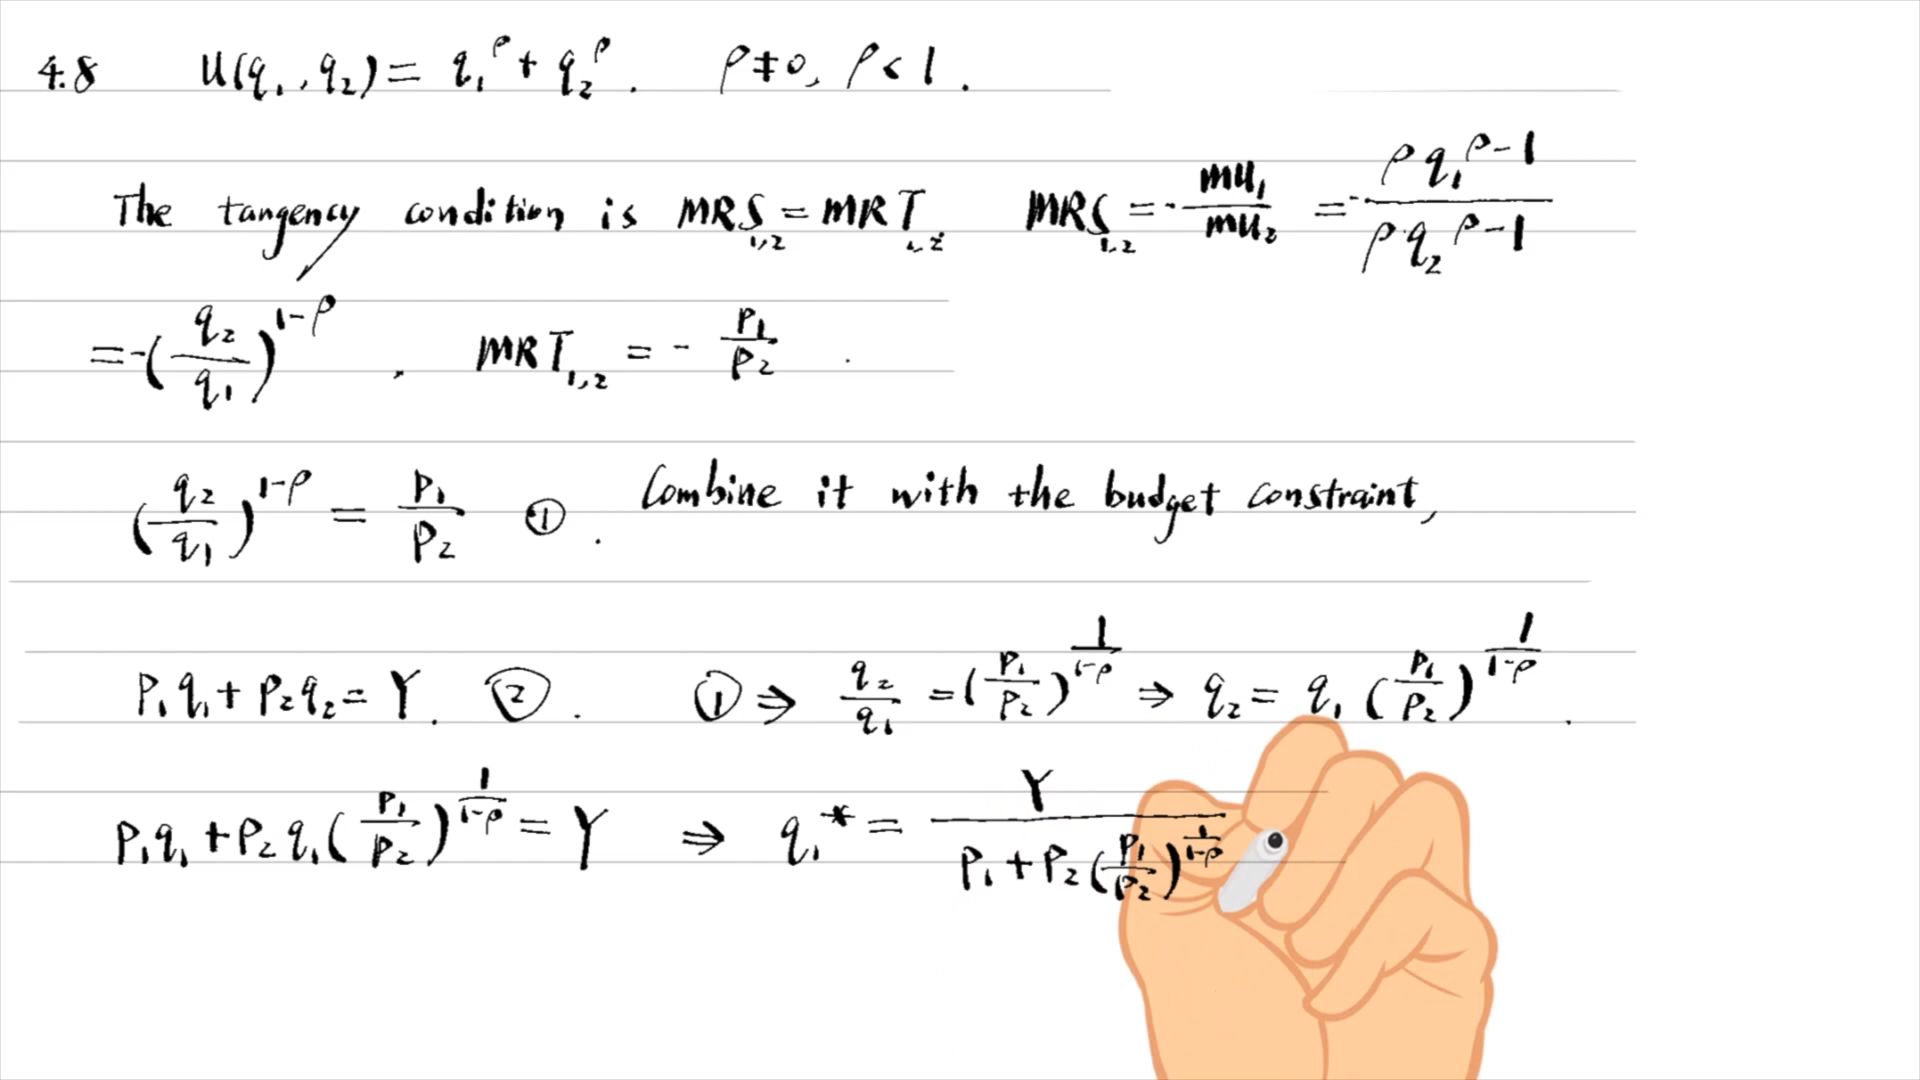 4.8 U(q₁, q₂) = q₁^ρ + q₂^ρ. ρ≠0, ρ<1.
The tangency condition is MRS₁,₂ = MRT₁,₂. MRS₁,₂ = -MU₁/MU₂ = -ρq₁^(ρ-1)/ρq₂^(ρ-1)
= -(q₂/q₁)^(1-ρ). MRT₁,₂ = -P₁/P₂.
(q₂/q₁)^(1-ρ) = P₁/P₂ ①. Combine it with the budget constraint,
P₁q₁ + P₂q₂ = Y. ②. ① ⇒ q₂/q₁ = (P₁/P₂)^(1/(1-ρ)) ⇒ q₂ = q₁(P₁/P₂)^(1/(1-ρ)).
P₁q₁ + P₂q₁(P₁/P₂)^(1/(1-ρ)) = Y ⇒ q₁* = Y/(P₁+P₂(P₁/P₂)^(1/(1-ρ))